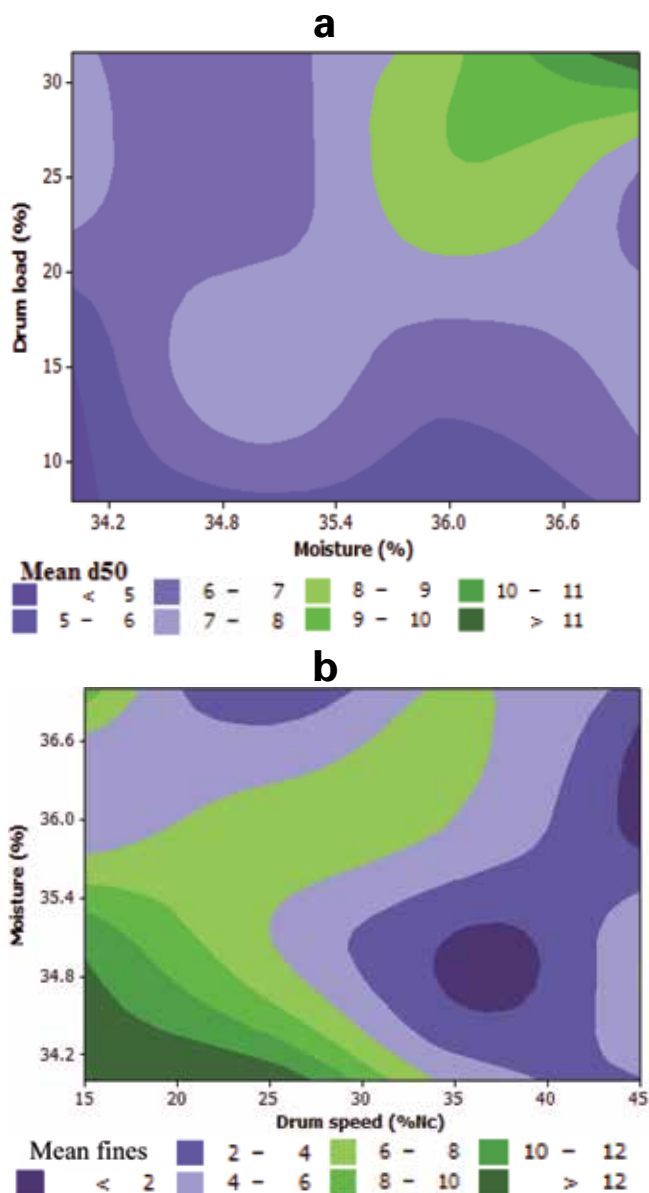 a
30
25
20
15
10
Drum load (%)
34.2 34.8 35.4 36.0 36.6
Moisture (%)
Mean d50
< 5 6 – 7 8 – 9 10 – 11
5 – 6 7 – 8 9 – 10 > 11
b
36.6
36.0
35.4
34.8
34.2
Moisture (%)
15 20 25 30 35 40 45
Drum speed (%Nc)
Mean fines 2 – 4 6 – 8 10 – 12
< 2 4 – 6 8 – 10 > 12